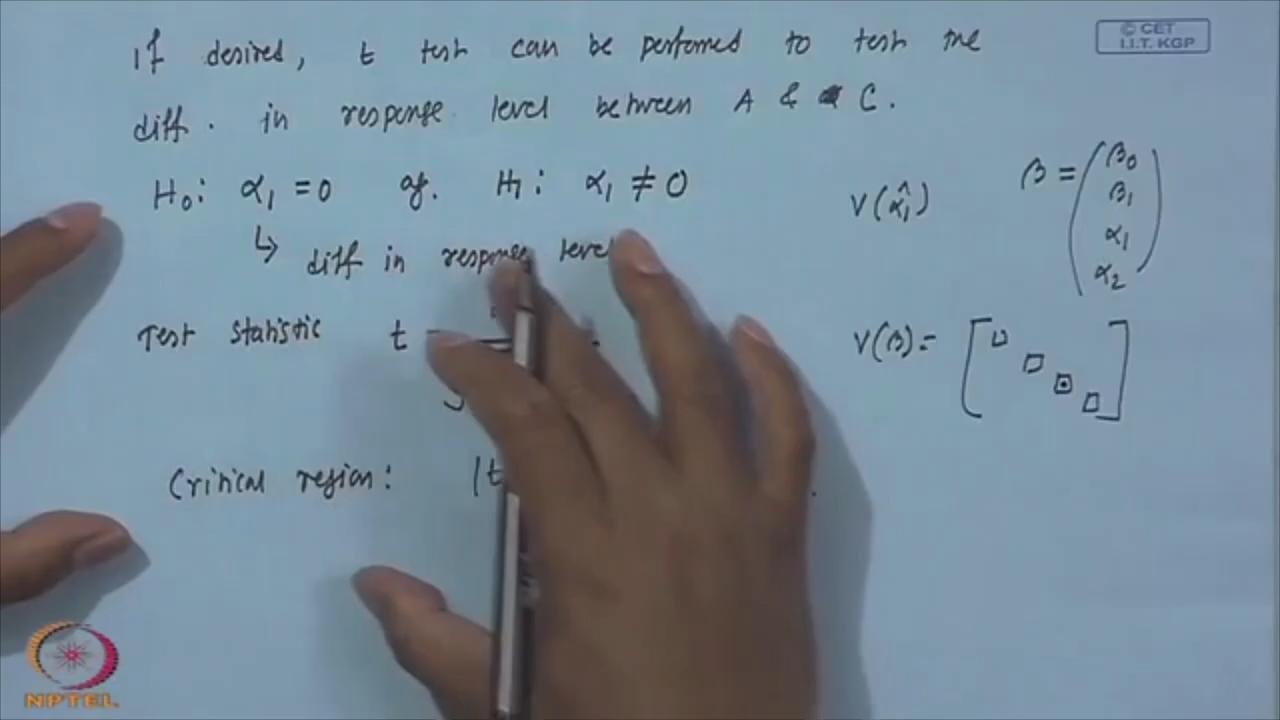 If desired, t test can be performed to test the
© CET
I.I.T. KGP
diff. in response level between A & C.
H₀: α₁ = 0 ag. H₁: α₁ ≠ 0
↳ diff in response level
Test statistic t
Critical region: |t
V(α̂₁)
β = (β₀
β₁
α₁
α₂)
V(β) = [ ]
NPTEL